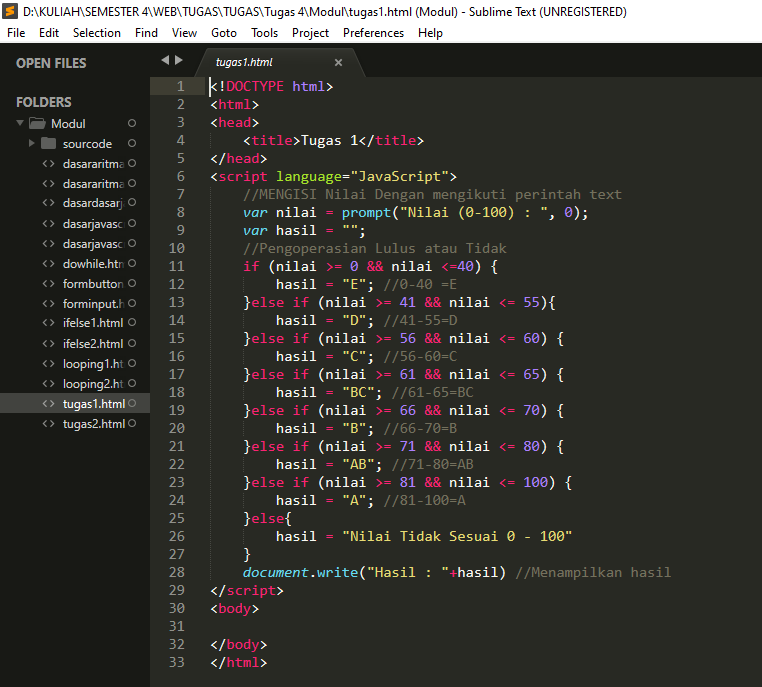 D:\KULIAH\SEMESTER 4\WEB\TUGAS\TUGAS\Tugas 4\Modul\tugas1.html (Modul) - Sublime Text (UNREGISTERED)
File Edit Selection Find View Goto Tools Project Preferences Help
OPEN FILES
FOLDERS
Modul
sourcode
dasararitma
dasararitma
dasardasarj
dasarjavasc
dasarjavasc
dowhile.htm
formbutton
forminput.h
ifelse1.html
ifelse2.html
looping1.ht
looping2.ht
tugas1.html
tugas2.html
tugas1.html ×
1 <!DOCTYPE html>
2 <html>
3 <head>
4     <title>Tugas 1</title>
5 </head>
6 <script language="JavaScript">
7     //MENGISI Nilai Dengan mengikuti perintah text
8     var nilai = prompt("Nilai (0-100) : ", 0);
9     var hasil = "";
10     //Pengoperasian Lulus atau Tidak
11     if (nilai >= 0 && nilai <=40) {
12         hasil = "E"; //0-40 =E
13     }else if (nilai >= 41 && nilai <= 55){
14         hasil = "D"; //41-55=D
15     }else if (nilai >= 56 && nilai <= 60) {
16         hasil = "C"; //56-60=C
17     }else if (nilai >= 61 && nilai <= 65) {
18         hasil = "BC"; //61-65=BC
19     }else if (nilai >= 66 && nilai <= 70) {
20         hasil = "B"; //66-70=B
21     }else if (nilai >= 71 && nilai <= 80) {
22         hasil = "AB"; //71-80=AB
23     }else if (nilai >= 81 && nilai <= 100) {
24         hasil = "A"; //81-100=A
25     }else{
26         hasil = "Nilai Tidak Sesuai 0 - 100"
27     }
28     document.write("Hasil : "+hasil) //Menampilkan hasil
29 </script>
30 <body>
31
32 </body>
33 </html>